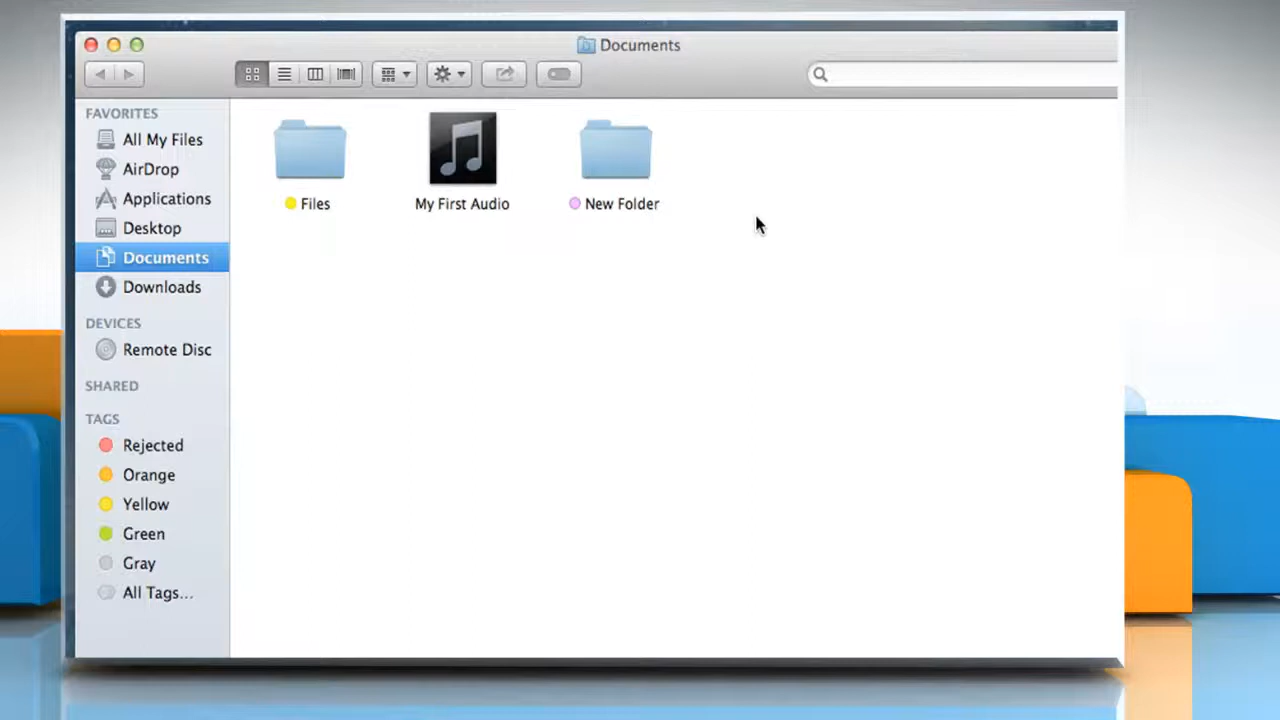 Documents
FAVORITES
All My Files
AirDrop
Applications
Desktop
Documents
Downloads
DEVICES
Remote Disc
SHARED
TAGS
Rejected
Orange
Yellow
Green
Gray
All Tags...
Files
My First Audio
New Folder